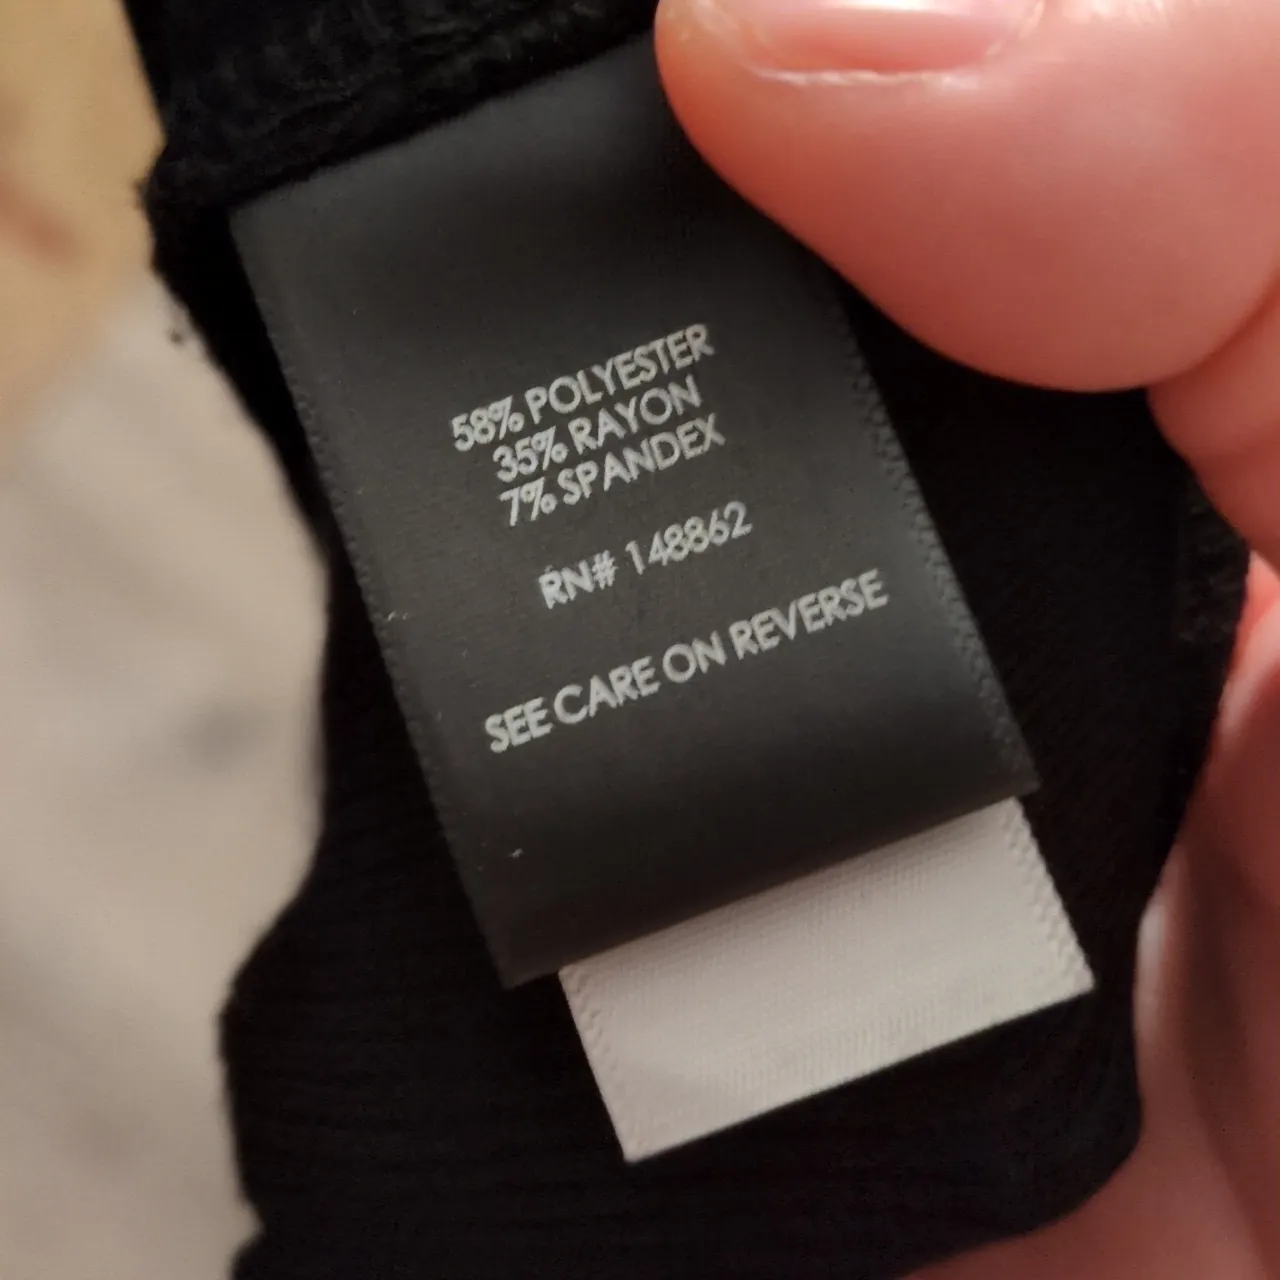 58% POLYESTER
35% RAYON
7% SPANDEX
RN# 148862
SEE CARE ON REVERSE